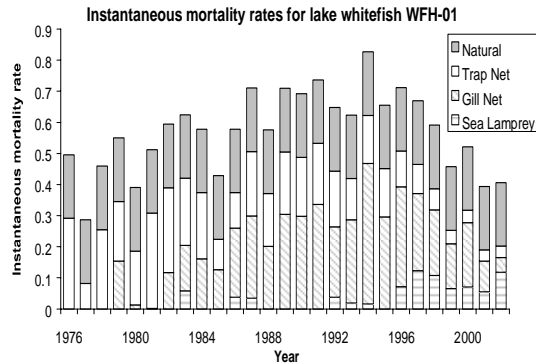 Instantaneous mortality rates for lake whitefish WFH-01
0.9
0.8
0.7
0.6
0.5
0.4
0.3
0.2
0.1
0
Instantaneous mortality rate
Natural
Trap Net
Gill Net
Sea Lamprey
1976 1980 1984 1988 1992 1996 2000
Year